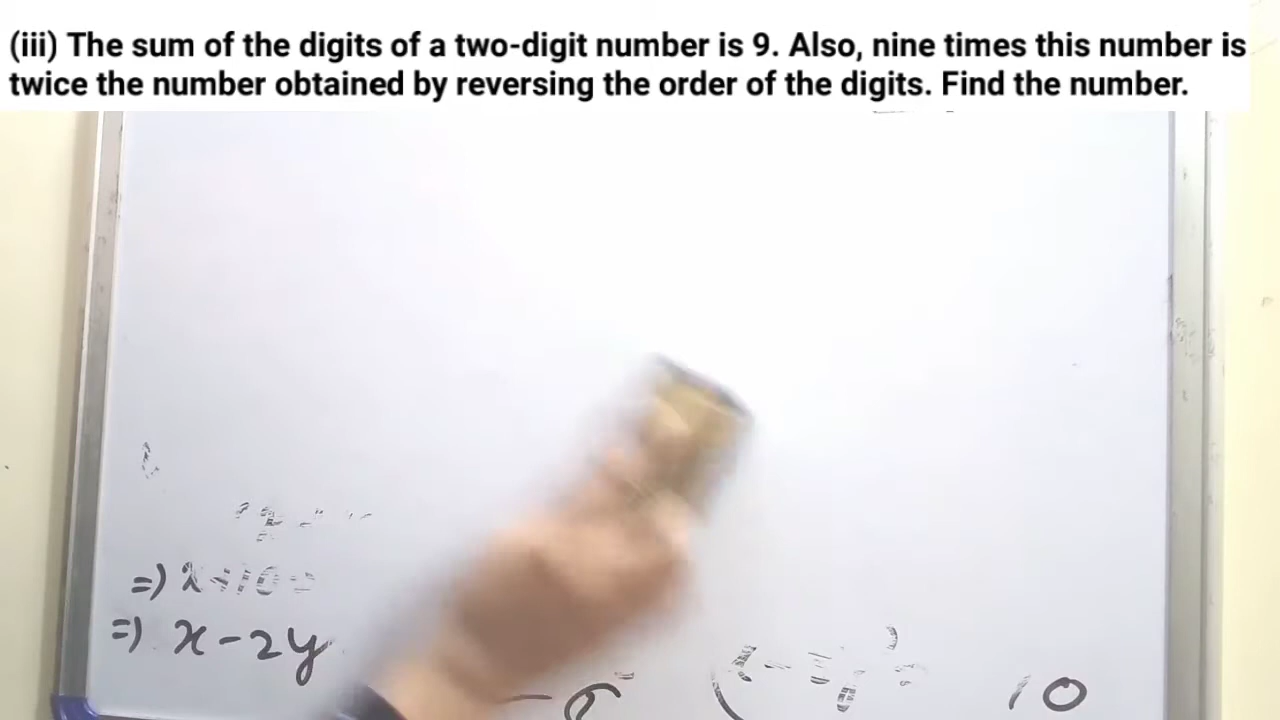 (iii) The sum of the digits of a two-digit number is 9. Also, nine times this number is
twice the number obtained by reversing the order of the digits. Find the number.
=) x
=) x-2y
10